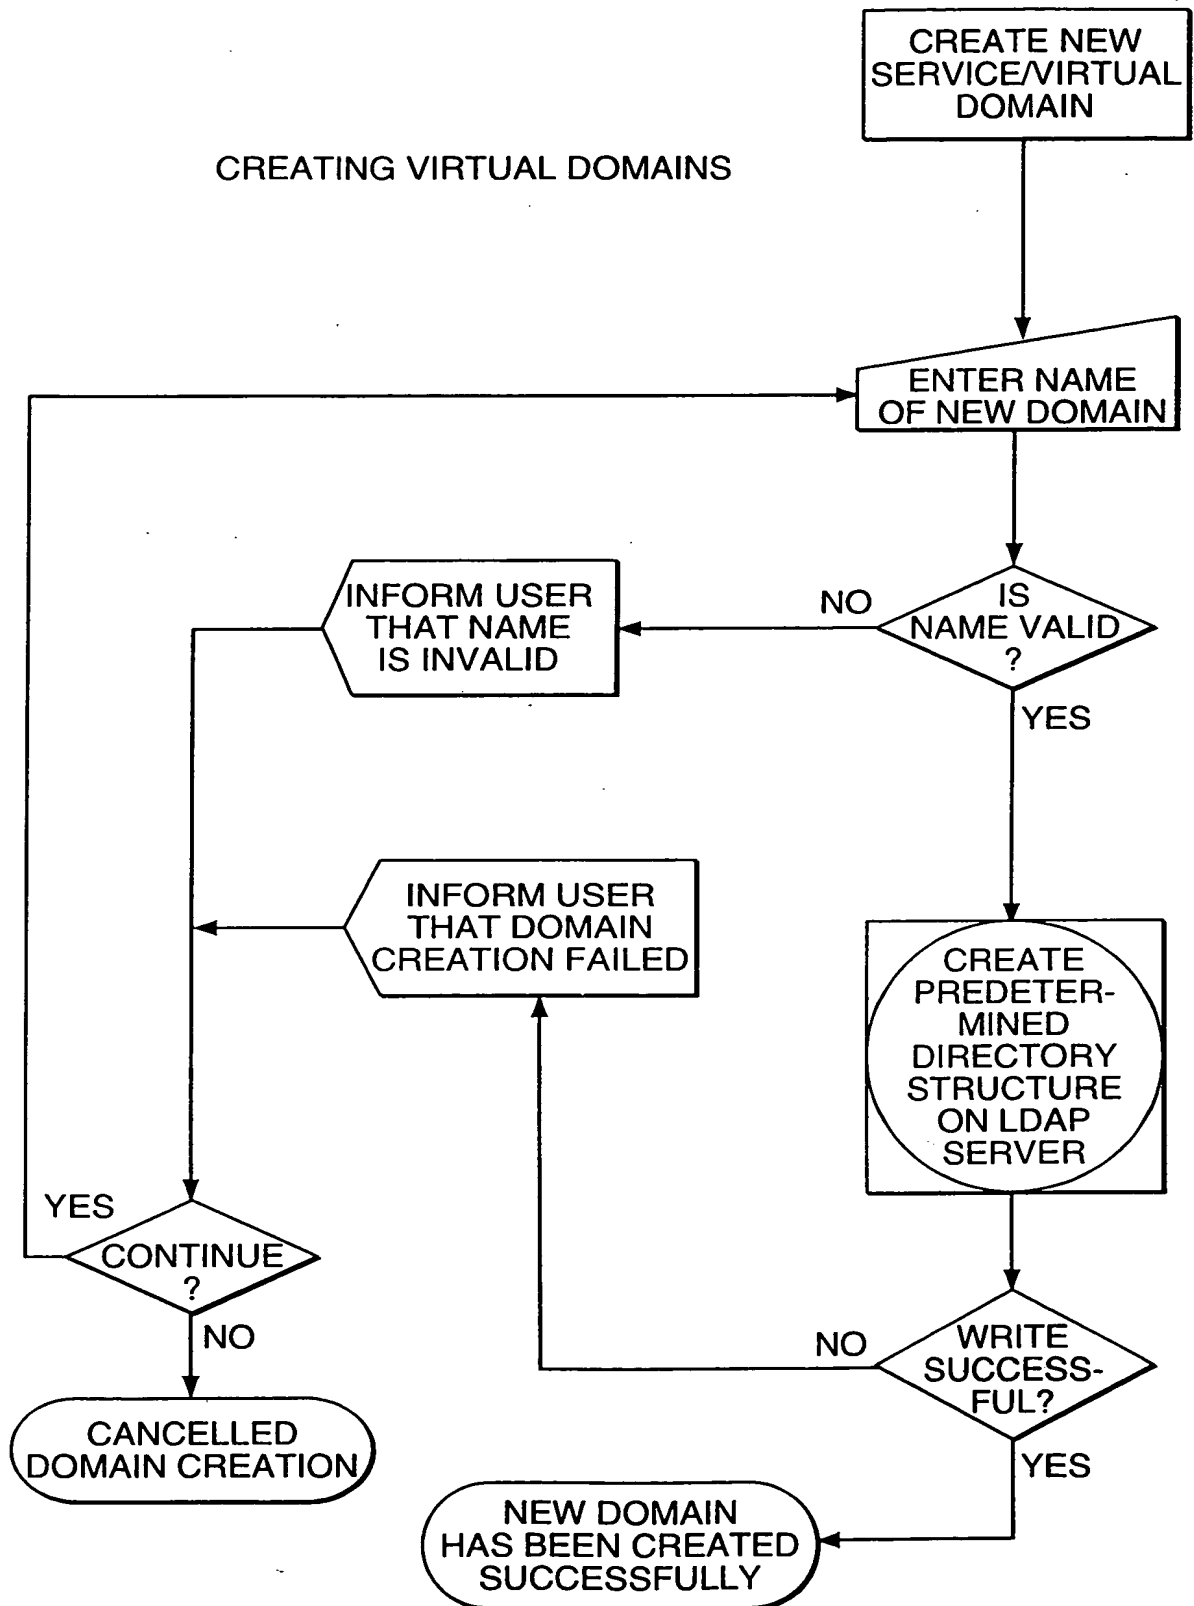 CREATE NEW
SERVICE/VIRTUAL
DOMAIN
CREATING VIRTUAL DOMAINS
ENTER NAME
OF NEW DOMAIN
IS
NAME VALID
?
NO
YES
INFORM USER
THAT NAME
IS INVALID
INFORM USER
THAT DOMAIN
CREATION FAILED
CREATE
PREDETER-
MINED
DIRECTORY
STRUCTURE
ON LDAP
SERVER
YES
CONTINUE
?
NO
CANCELLED
DOMAIN CREATION
NO
WRITE
SUCCESS-
FUL?
YES
NEW DOMAIN
HAS BEEN CREATED
SUCCESSFULLY